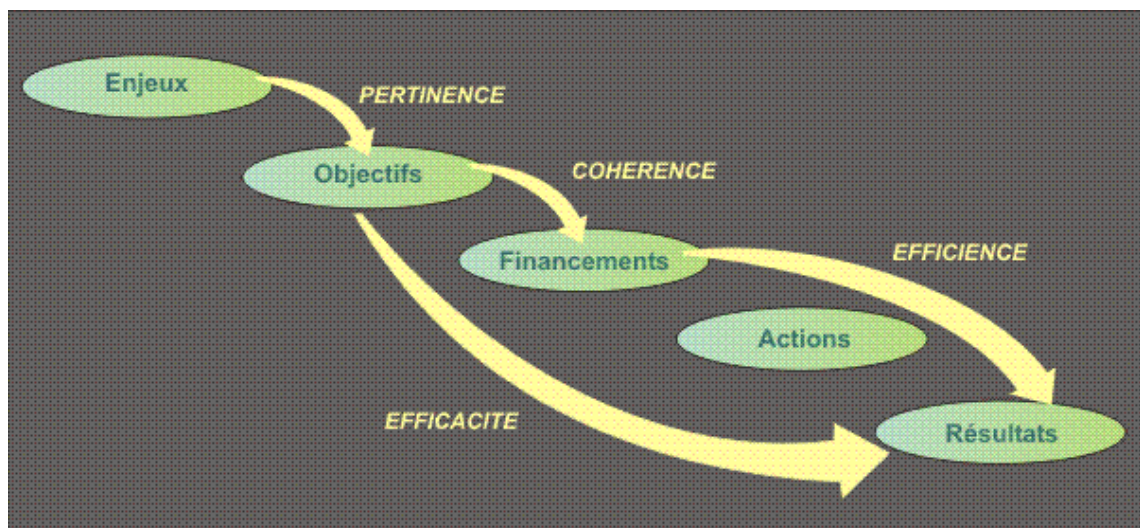 Enjeux
PERTINENCE
Objectifs
COHERENCE
Financements
EFFICIENCE
Actions
EFFICACITE
Résultats